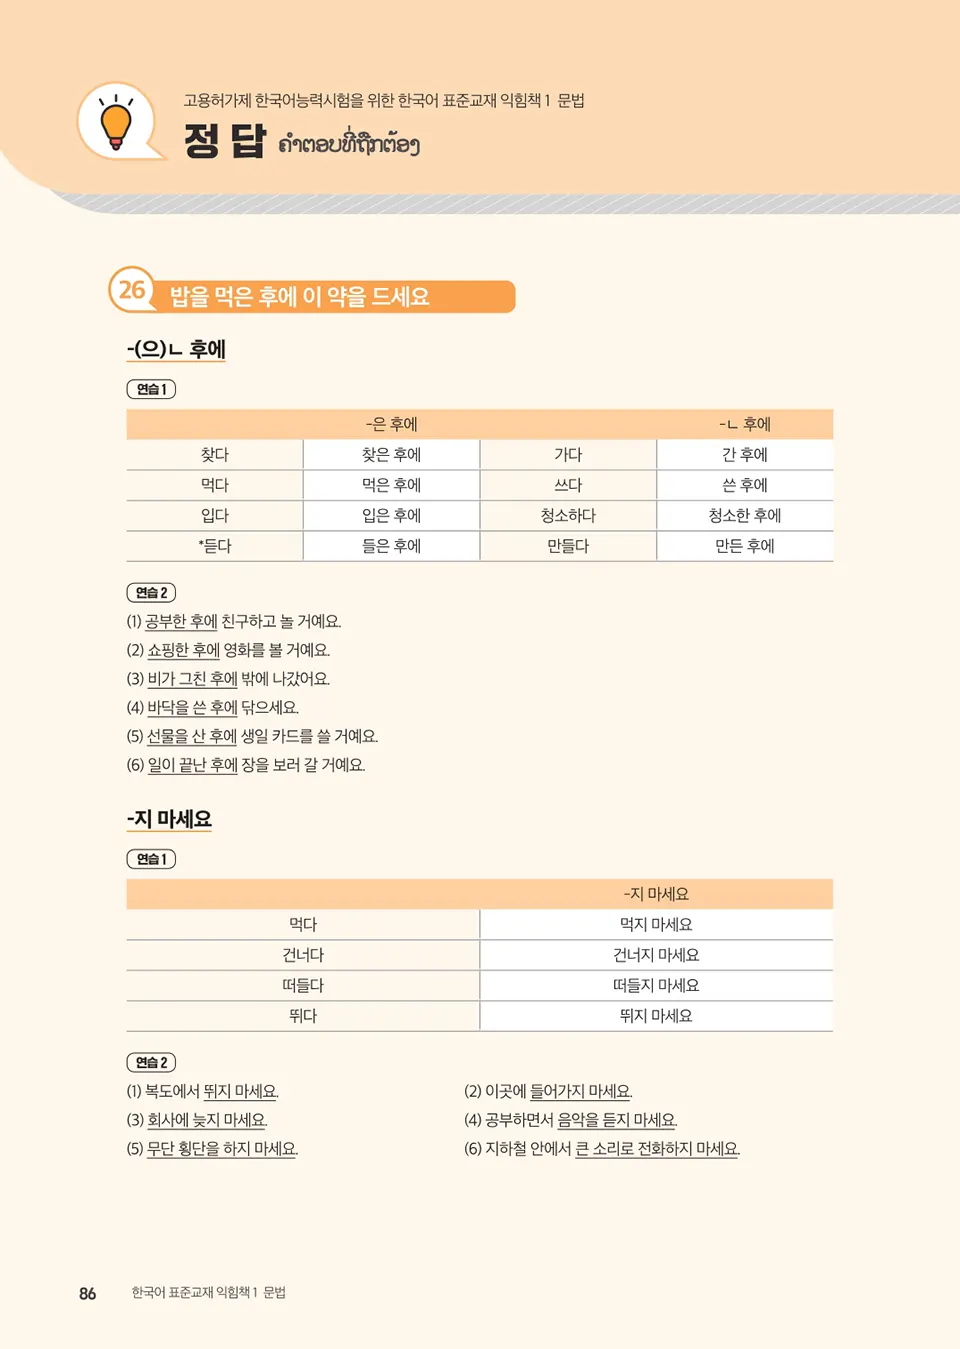 고용허가제 한국어능력시험을 위한 한국어 표준교재 익힘책 1 문법
정 답 ຄຳຕອບທີ່ຖືກຕ້ອງ
26 밥을 먹은 후에 이 약을 드세요
-(으)ㄴ 후에
연습 1
-은 후에 -ㄴ 후에
찾다 찾은 후에 가다 간 후에
먹다 먹은 후에 쓰다 쓴 후에
입다 입은 후에 청소하다 청소한 후에
*듣다 들은 후에 만들다 만든 후에
연습 2
(1) 공부한 후에 친구하고 놀 거예요.
(2) 쇼핑한 후에 영화를 볼 거예요.
(3) 비가 그친 후에 밖에 나갔어요.
(4) 바닥을 쓴 후에 닦으세요.
(5) 선물을 산 후에 생일 카드를 쓸 거예요.
(6) 일이 끝난 후에 장을 보러 갈 거예요.
-지 마세요
연습 1
-지 마세요
먹다 먹지 마세요
건너다 건너지 마세요
떠들다 떠들지 마세요
뛰다 뛰지 마세요
연습 2
(1) 복도에서 뛰지 마세요. (2) 이곳에 들어가지 마세요.
(3) 회사에 늦지 마세요. (4) 공부하면서 음악을 듣지 마세요.
(5) 무단 횡단을 하지 마세요. (6) 지하철 안에서 큰 소리로 전화하지 마세요.
86 한국어 표준교재 익힘책 1 문법